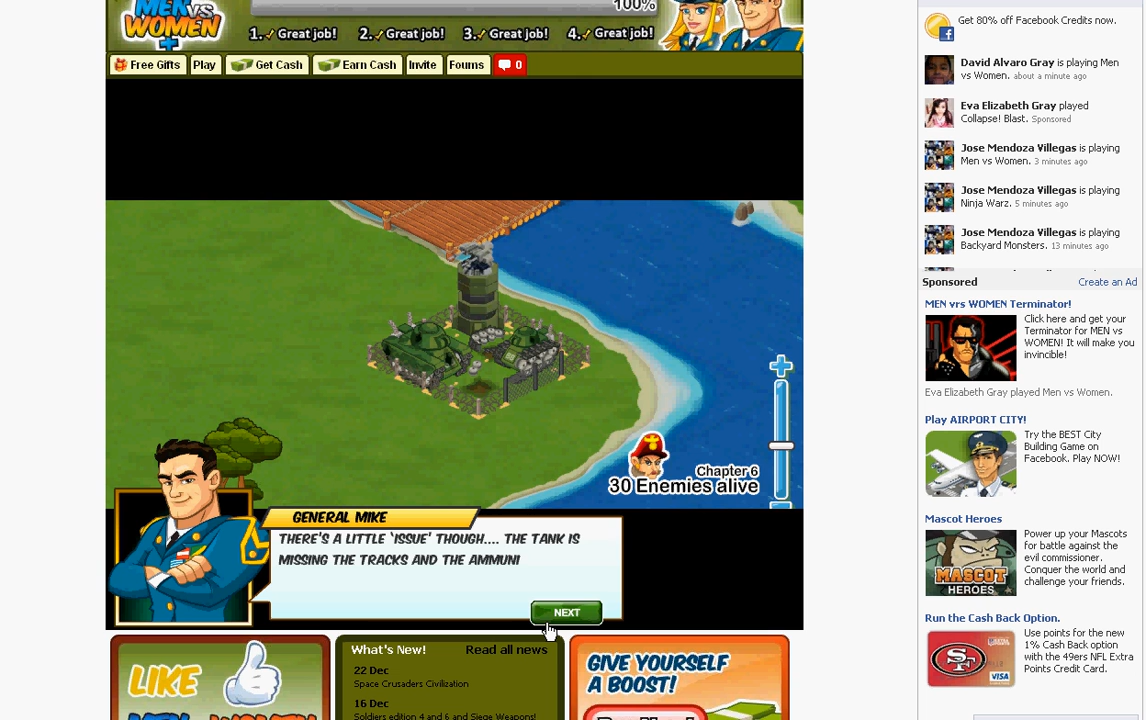 MEN VS
WOMEN
100%
1. Great job! 2. Great job! 3. Great job! 4. Great job!
Free Gifts Play Get Cash Earn Cash Invite Foums 0
Chapter 6
30 Enemies alive
GENERAL MIKE
THERE'S A LITTLE 'ISSUE' THOUGH.... THE TANK IS
MISSING THE TRACKS AND THE AMMUNI
NEXT
LIKE
What's New! Read all news
22 Dec
Space Crusaders Civilization
16 Dec
Soldiers edition 4 and 6 and Siege Weapons!
GIVE YOURSELF
A BOOST!
Get 80% off Facebook Credits now.
David Alvaro Gray is playing Men
vs Women. about a minute ago
Eva Elizabeth Gray played
Collapse! Blast. Sponsored
Jose Mendoza Villegas is playing
Men vs Women. 3 minutes ago
Jose Mendoza Villegas is playing
Ninja Warz. 5 minutes ago
Jose Mendoza Villegas is playing
Backyard Monsters. 13 minutes ago
Sponsored Create an Ad
MEN vrs WOMEN Terminator!
Click here and get your
Terminator for MEN vs
WOMEN! It will make you
invincible!
Eva Elizabeth Gray played Men vs Women.
Play AIRPORT CITY!
Try the BEST City
Building Game on
Facebook. Play NOW!
Mascot Heroes
MASCOT
HEROES
Power up your Mascots
for battle against the
evil commissioner.
Conquer the world and
challenge your friends.
Run the Cash Back Option.
SF
VISA
Use points for the new
1% Cash Back option
with the 49ers NFL Extra
Points Credit Card.